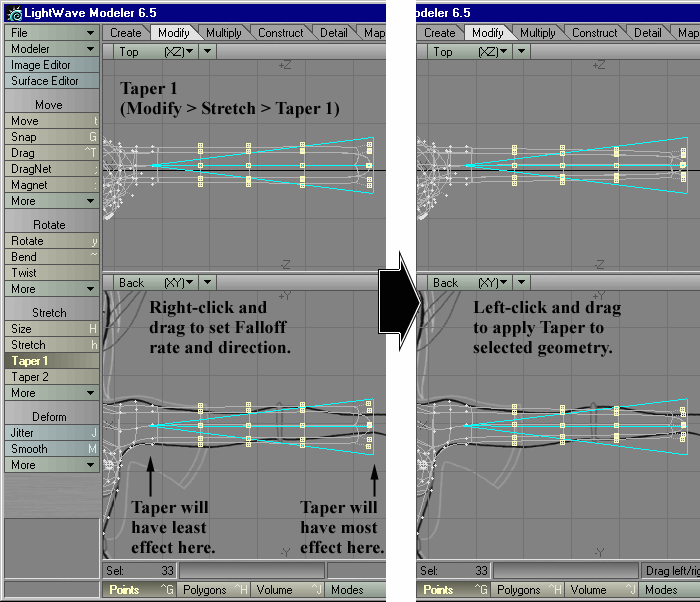 LightWave Modeler 6.5
odeler 6.5
File
Modeler
Image Editor
Surface Editor
Move
Move t
Snap G
Drag ^T
DragNet ;
Magnet :
More
Rotate
Rotate y
Bend ~
Twist
More
Stretch
Size H
Stretch h
Taper 1
Taper 2
More
Deform
Jitter J
Smooth M
More
Create Modify Multiply Construct Detail Map
Top (XZ)
+Z
Taper 1
(Modify > Stretch > Taper 1)
-Z
Back (XY)
+Y
Right-click and
drag to set Falloff
rate and direction.
Taper will
have least
effect here.
Taper will
have most
effect here.
-Y
Sel: 33
Points ^G Polygons ^H Volume ^J Modes
Create Modify Multiply Construct Detail Map
Top (XZ)
+Z
-Z
Back (XY)
+Y
Left-click and drag
to apply Taper to
selected geometry.
-Y
Sel: 33
Drag left/rig
Points ^G Polygons ^H Volume ^J Modes